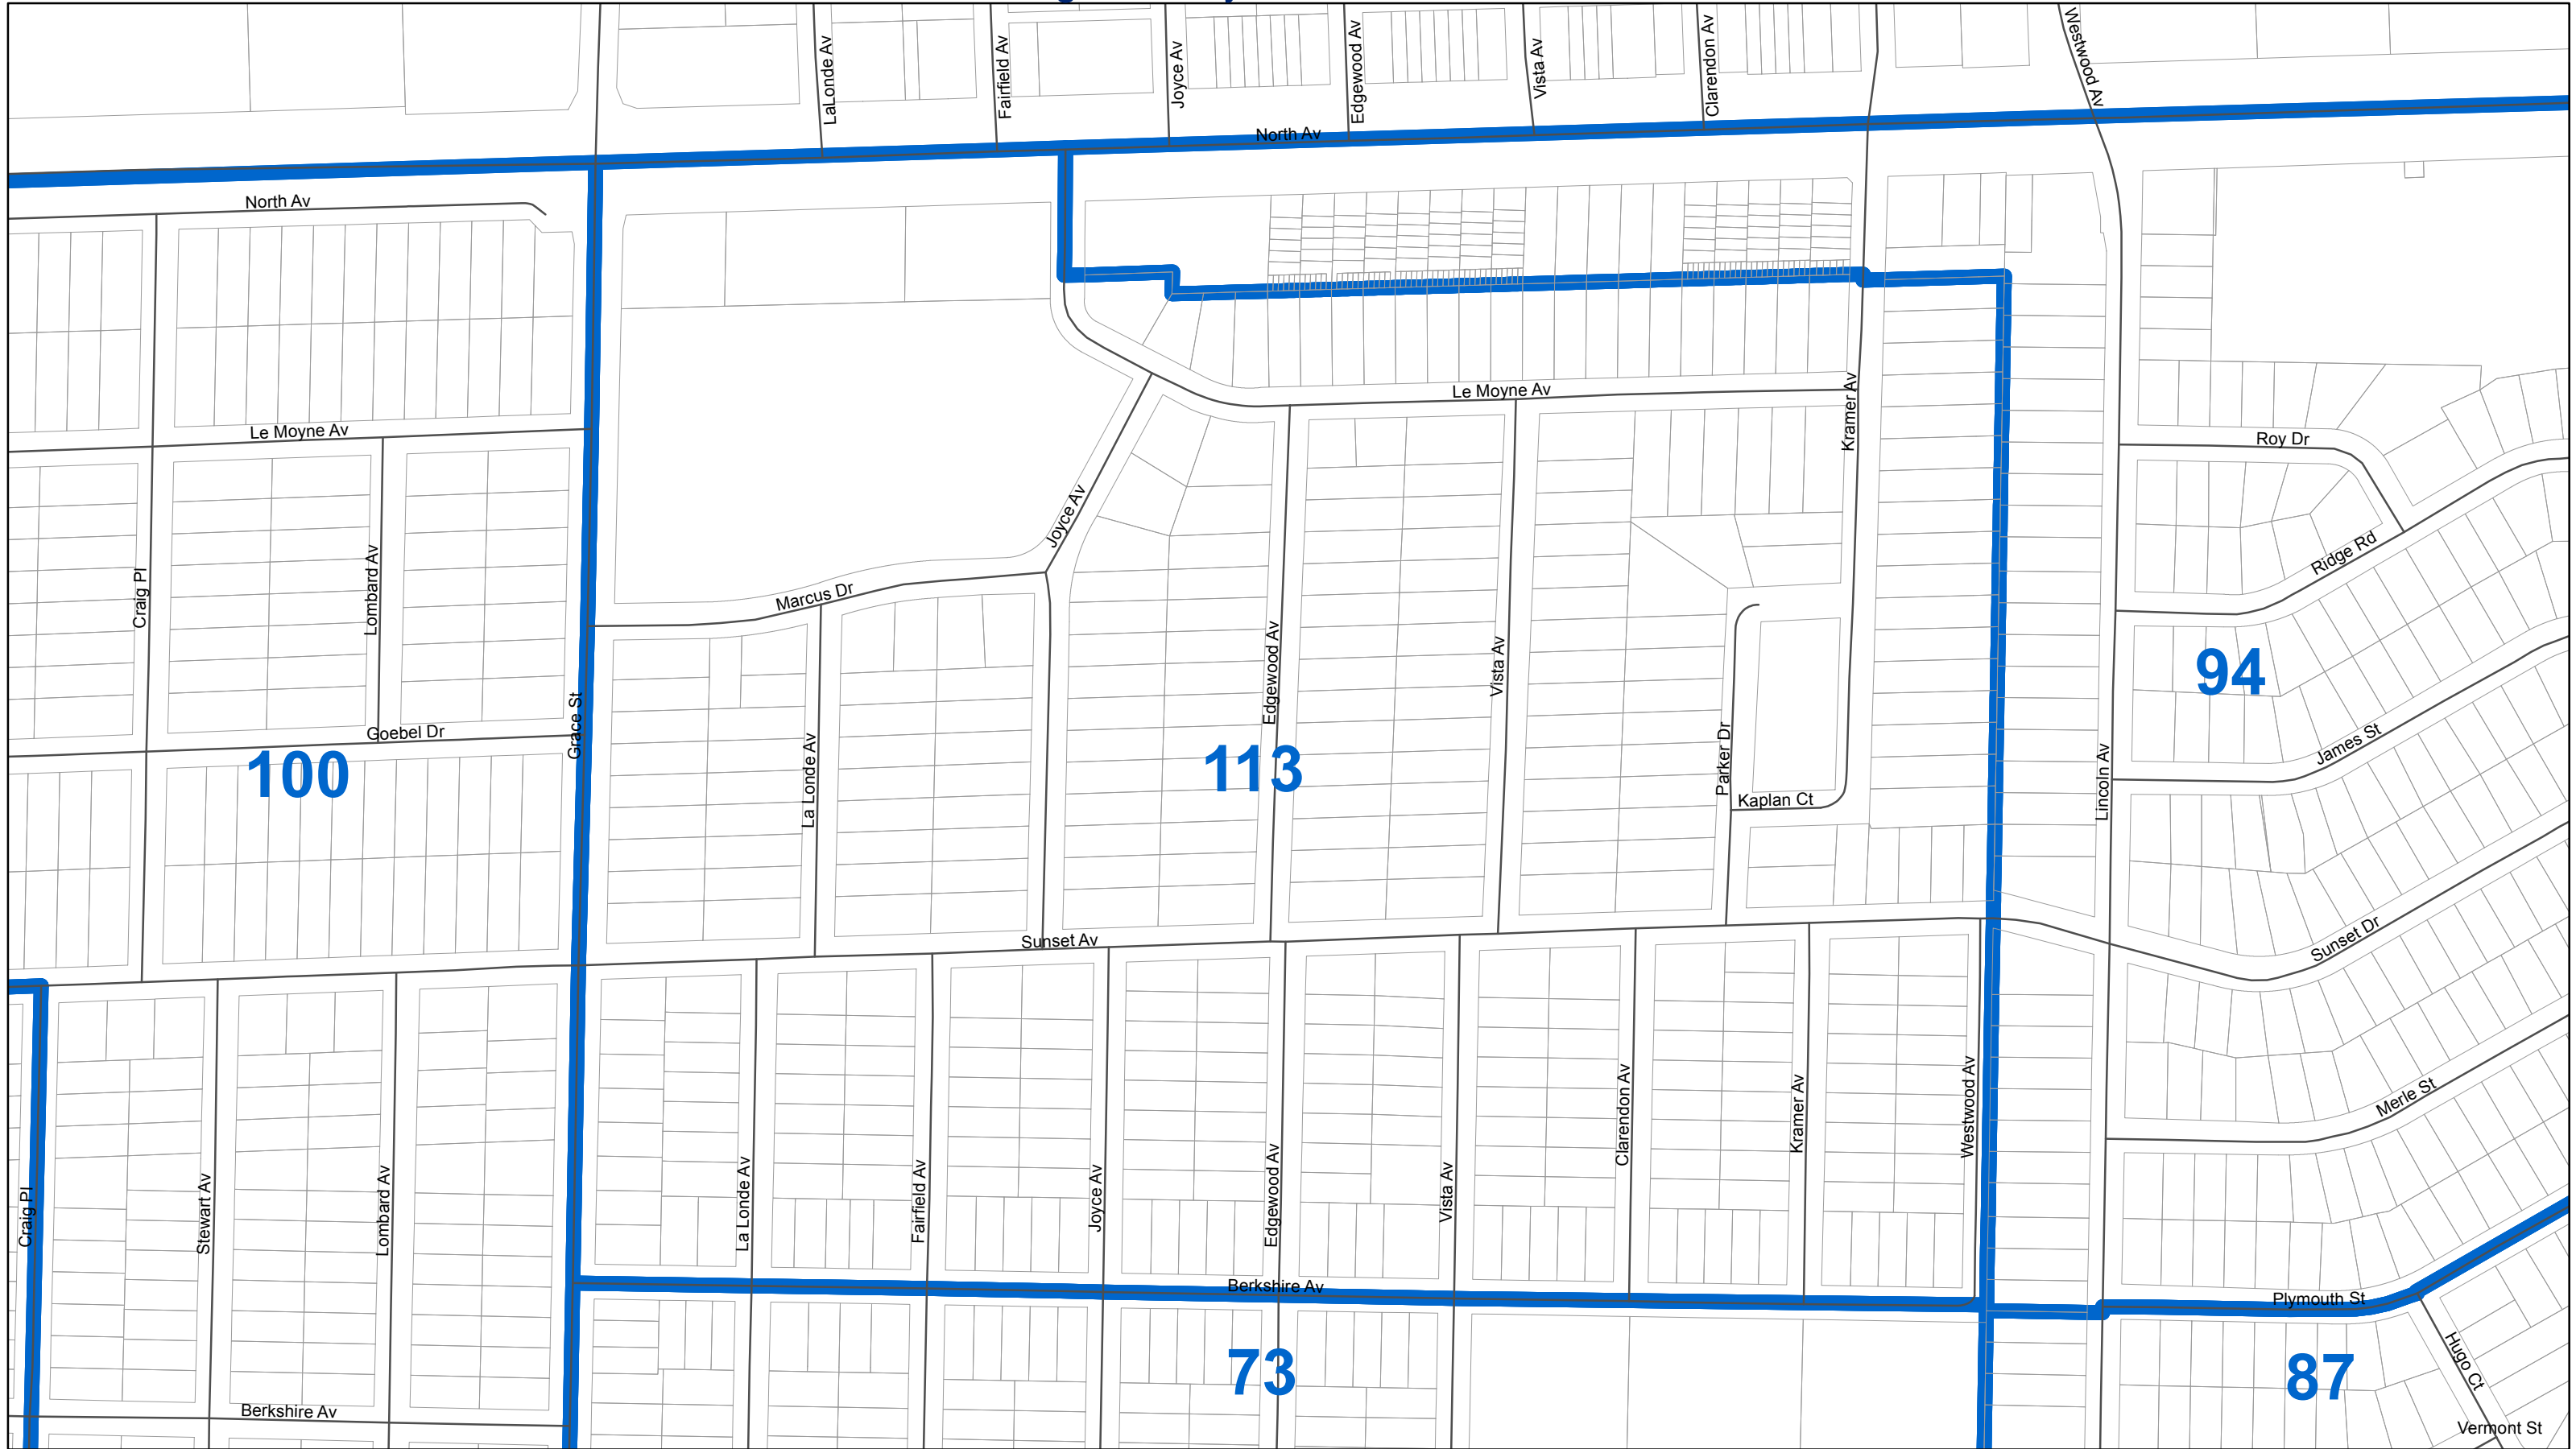 LaLonde Av
Fairfield Av
Joyce Av
Edgewood Av
Vista Av
Clarendon Av
Westwood Av
North Av
North Av
Le Moyne Av
Le Moyne Av
Kramer Av
Roy Dr
Joyce Av
Ridge Rd
Craig Pl
Lombard Av
Marcus Dr
Grace St
Edgewood Av
Vista Av
94
Goebel Dr
100
La Londe Av
113
Parker Dr
Kaplan Ct
Lincoln Av
James St
Sunset Av
Sunset Dr
Craig Pl
Stewart Av
Lombard Av
La Londe Av
Fairfield Av
Joyce Av
Edgewood Av
Vista Av
Clarendon Av
Kramer Av
Westwood Av
Merle St
Berkshire Av
Plymouth St
73
87
Hugo Ct
Berkshire Av
Vermont St